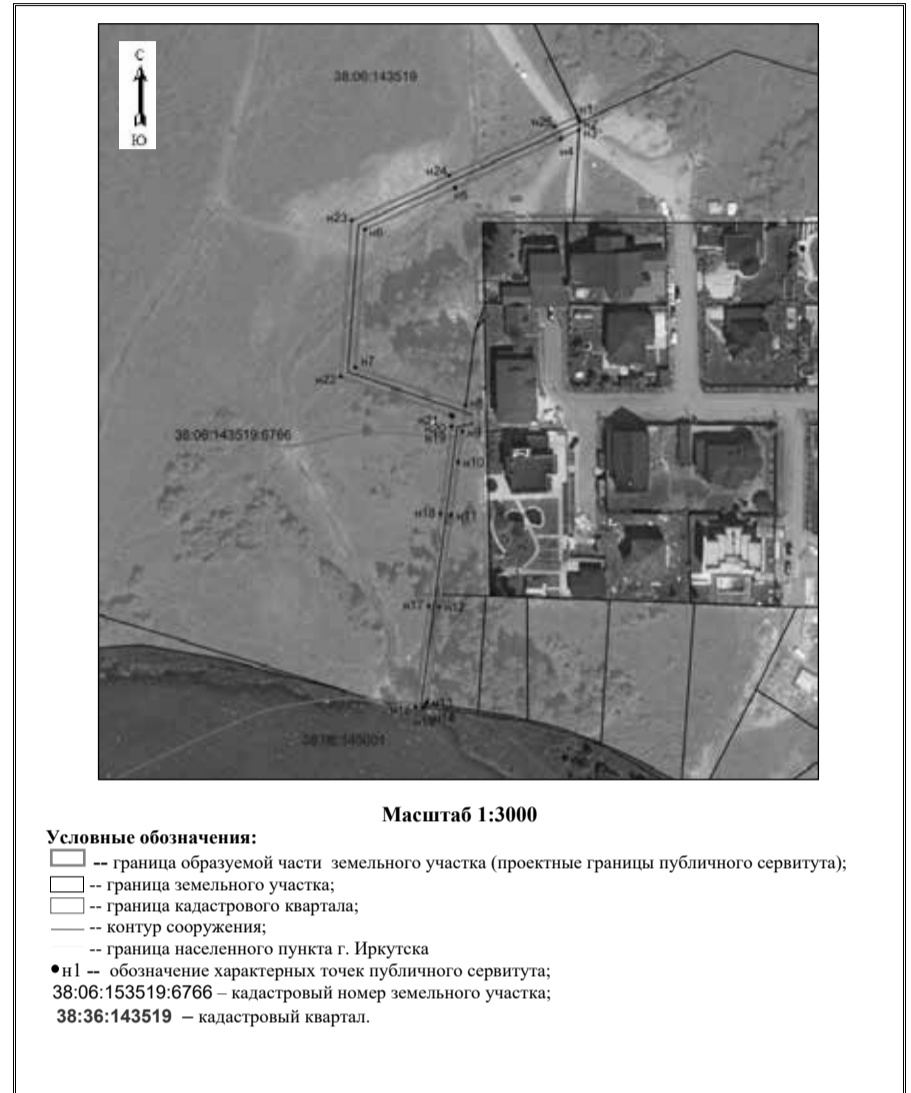 С
Ю
38:06:143519
н1
н25
н4
н24
н5
н23
н6
н7
н22
н8
н21
н20
н9
н19
38:06:143519:6766
н10
н18
н11
н17
н12
н13
н16
Масштаб 1:3000
Условные обозначения:
-- граница образуемой части земельного участка (проектные границы публичного сервитута);
-- граница земельного участка;
-- граница кадастрового квартала;
-- контур сооружения;
-- граница населенного пункта г. Иркутска
н1 -- обозначение характерных точек публичного сервитута;
38:06:153519:6766 – кадастровый номер земельного участка;
38:36:143519 – кадастровый квартал.